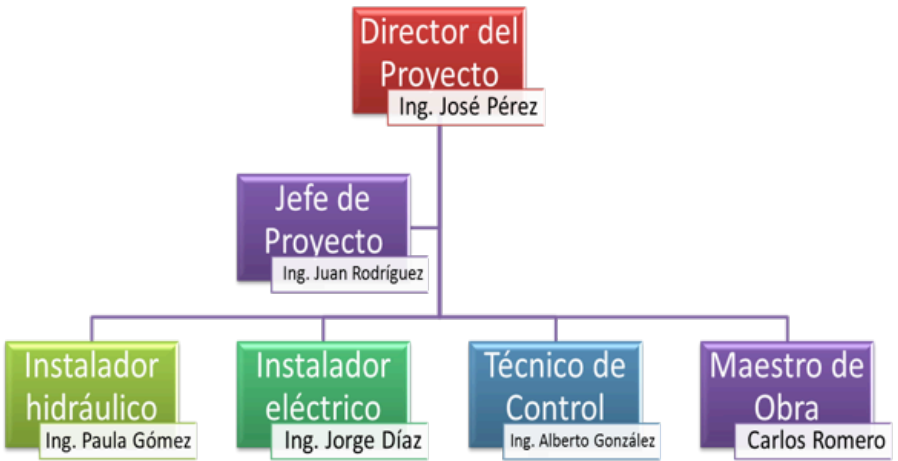 Director del
Proyecto
Ing. José Pérez
Jefe de
Proyecto
Ing. Juan Rodríguez
Instalador
hidráulico
Ing. Paula Gómez
Instalador
eléctrico
Ing. Jorge Díaz
Técnico de
Control
Ing. Alberto González
Maestro de
Obra
Carlos Romero